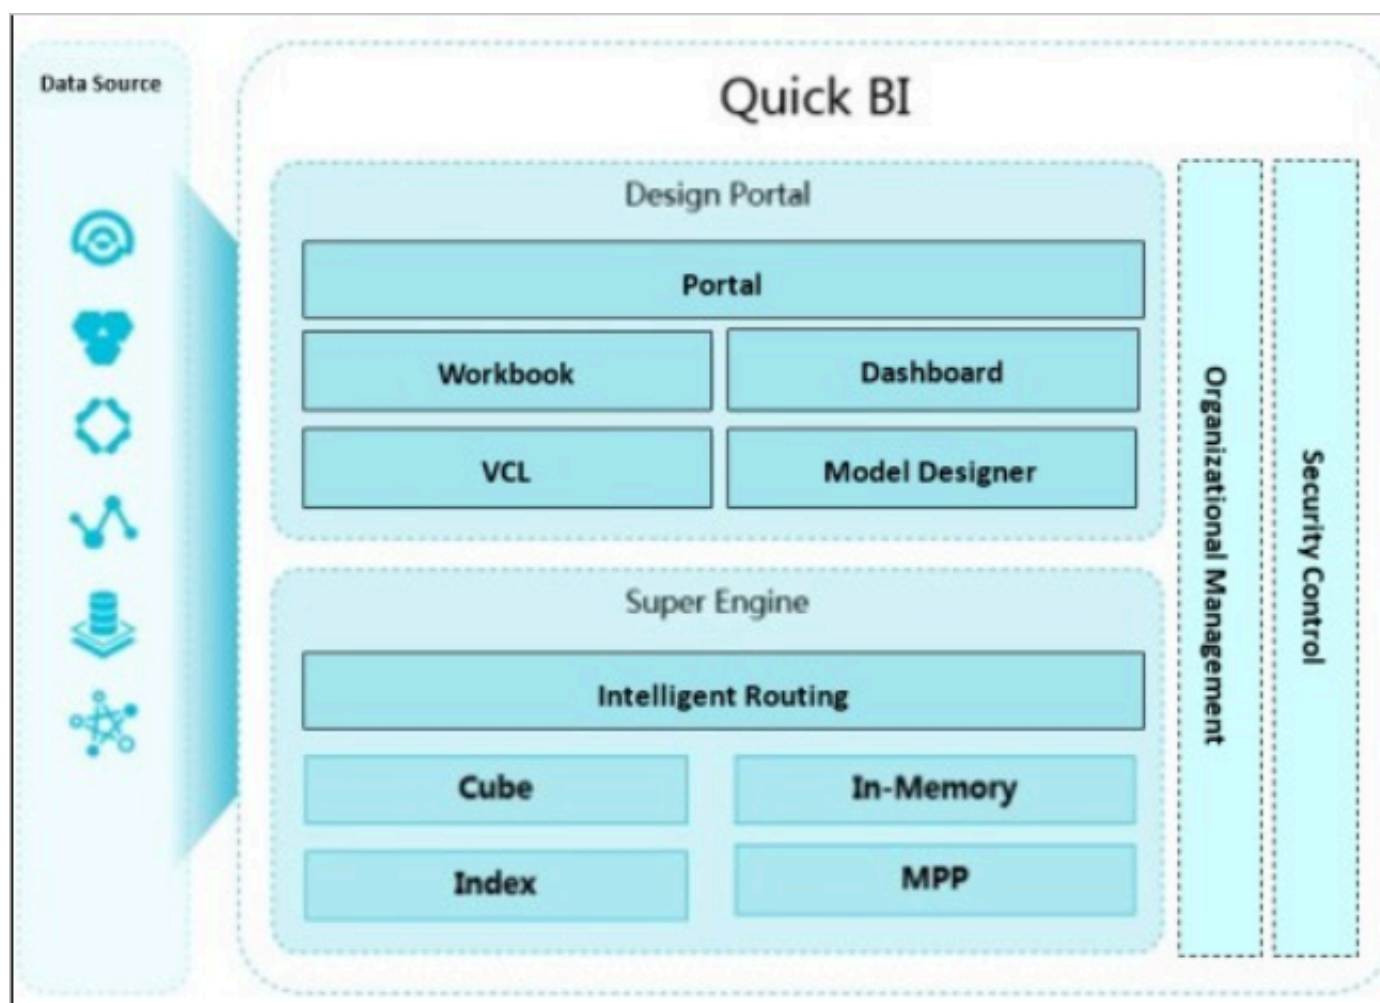 Data Source
Quick BI
Design Portal
Portal
Workbook
Dashboard
VCL
Model Designer
Super Engine
Intelligent Routing
Cube
In-Memory
Index
MPP
Organizational Management
Security Control